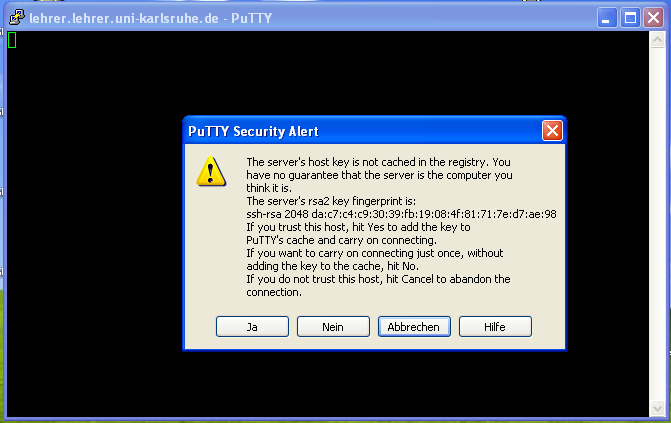 lehrer.lehrer.uni-karlsruhe.de - PuTTY
PuTTY Security Alert
The server's host key is not cached in the registry. You
have no guarantee that the server is the computer you
think it is.
The server's rsa2 key fingerprint is:
ssh-rsa 2048 da:c7:c4:c9:30:39:fb:19:08:4f:81:71:7e:d7:ae:98
If you trust this host, hit Yes to add the key to
PuTTY's cache and carry on connecting.
If you want to carry on connecting just once, without
adding the key to the cache, hit No.
If you do not trust this host, hit Cancel to abandon the
connection.
Ja Nein Abbrechen Hilfe